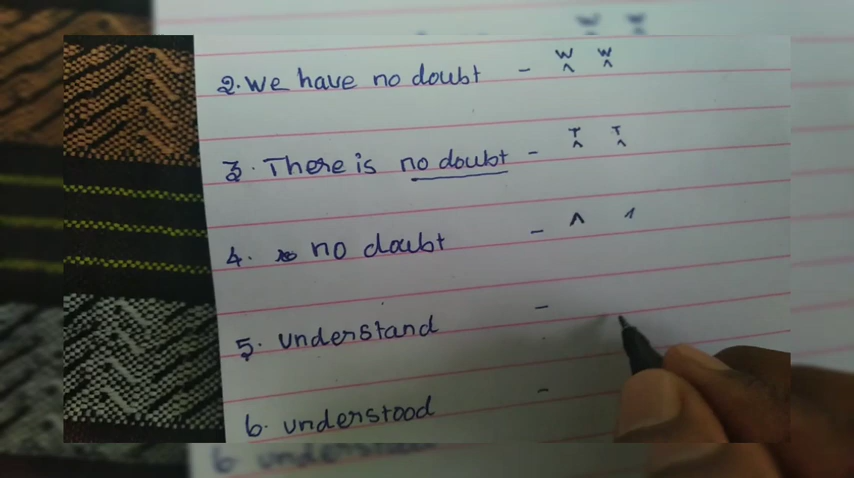 2. We have no doubt - W ^ W ^
3. There is no doubt - T ^ T ^
4. no doubt - ^ ^
5. understand -
6. understood -